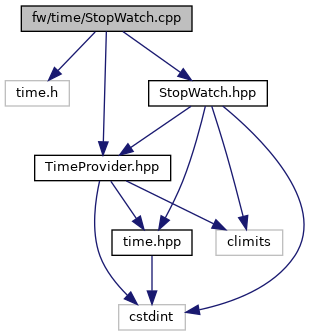 fw/time/StopWatch.cpp
time.h
StopWatch.hpp
TimeProvider.hpp
time.hpp
climits
cstdint